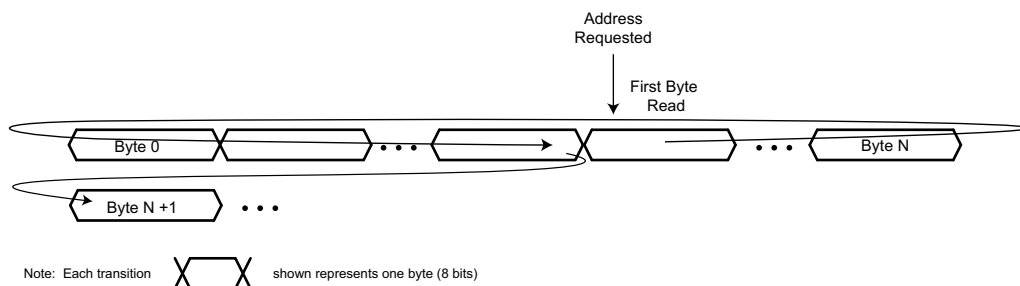 Address
Requested
First Byte
Read
Byte 0
Byte N
Byte N +1
Note: Each transition
shown represents one byte (8 bits)